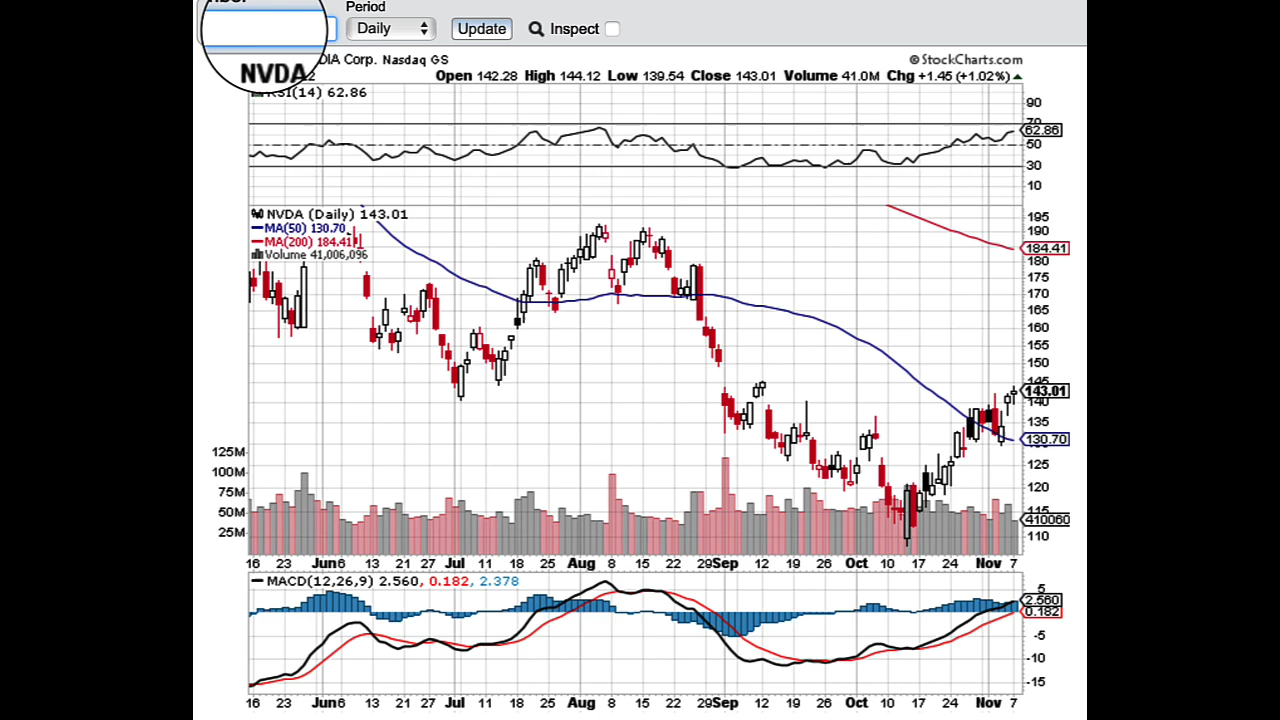 Period
Daily Update Inspect
NVDA
DIA Corp. Nasdaq GS ©StockCharts.com
Open 142.28 High 144.12 Low 139.54 Close 143.01 Volume 41.0M Chg +1.45 (+1.02%)
RSI(14) 62.86
90
70
62.86
50
30
10
NVDA (Daily) 143.01
MA(50) 130.70
MA(200) 184.41
Volume 41,006,096
195
190
184.41
180
175
170
165
160
155
150
145
143.01
140
135
130.70
125
120
115
410060
110
125M
100M
75M
50M
25M
16 23 Jun 6 13 21 27 Jul 11 18 25 Aug 8 15 22 29 Sep 12 19 26 Oct 10 17 24 Nov 7
MACD(12,26,9) 2.560, 0.182, 2.378
5
2.560
0.182
-5
-10
-15
16 23 Jun 6 13 21 27 Jul 11 18 25 Aug 8 15 22 29 Sep 12 19 26 Oct 10 17 24 Nov 7